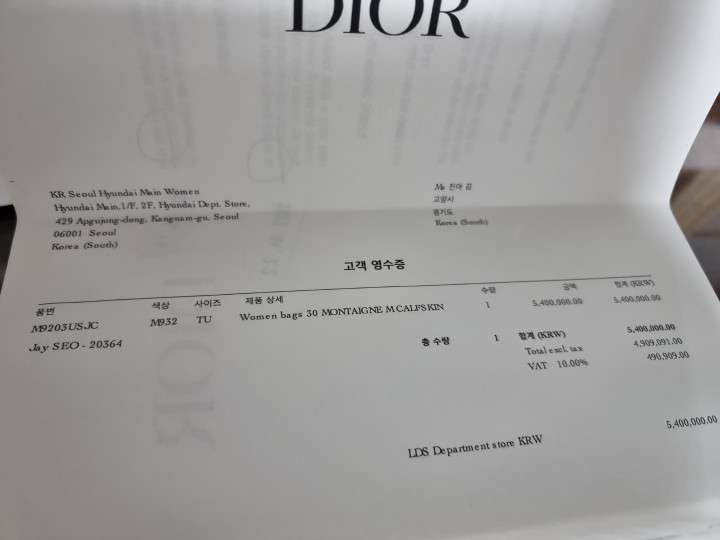 DIOR
KR Seoul Hyundai Main Women
Hyundai Main,1/F, 2F, Hyundai Dept. Store,
429 Apgujung-dong, Kangnam-gu, Seoul
06001 Seoul
Korea (South)
Ms 진아 김
고양시
경기도
Korea (South)
고객 영수증
품번 색상 사이즈 제품 상세 수량 금액 합계 (KRW)
M9203USJC M932 TU Women bags 30 MONTAIGNE M CALFSKIN 1 5,400,000.00 5,400,000.00
Jay SEO - 20364
총 수량 1 합계 (KRW) 5,400,000.00
Total excl. tax 4,909,091.00
VAT 10.00% 490,909.00
LDS Department store KRW 5,400,000.00